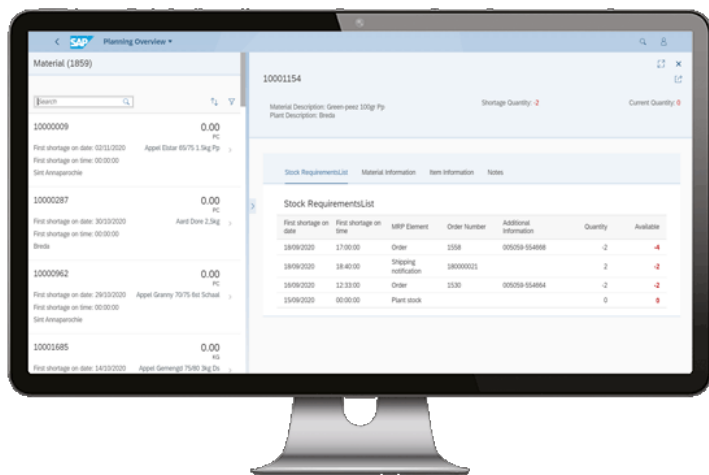 SAP Planning Overview
Material (1859)
Search
10000009 0.00
PC
First shortage on date: 02/11/2020 Appel Elstar 65/75 1.5kg Pp
First shortage on time: 00:00:00
Sint Annaparochie
10000287 0.00
PC
First shortage on date: 30/10/2020 Aard Dore 2,5kg
First shortage on time: 00:00:00
Breda
10000962 0.00
PC
First shortage on date: 29/10/2020 Appel Granny 70/75 6st Schaal
First shortage on time: 00:00:00
Sint Annaparochie
10001685 0.00
KG
First shortage on date: 14/10/2020 Appel Gemengd 75/80 3kg Ds
10001154
Material Description: Green peez 100gr Pp
Plant Description: Breda
Shortage Quantity: -2
Current Quantity: 0
Stock RequirementsList Material Information Item Information Notes
Stock RequirementsList
First shortage on date First shortage on time MRP Element Order Number Additional Information Quantity Available
18/09/2020 17:00:00 Order 1558 005059-554668 -2 -4
18/09/2020 18:40:00 Shipping notification 180000021 2 -2
16/09/2020 12:33:00 Order 1530 005059-554664 -2 -2
15/09/2020 00:00:00 Plant stock 0 0